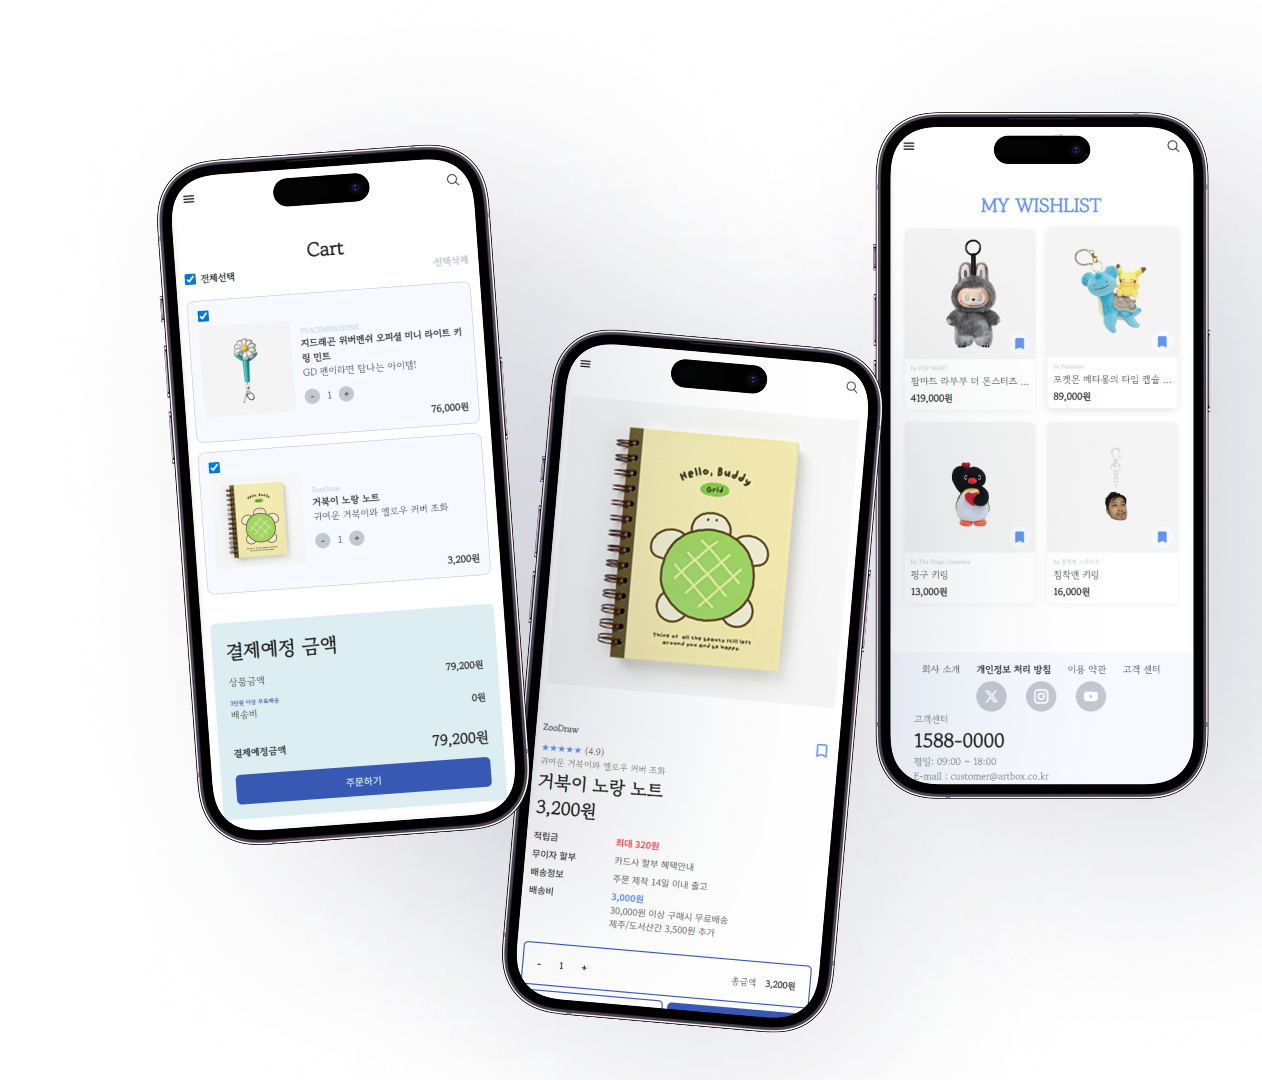 Cart
전체선택
선택삭제
PEACEMINUSONE
지드래곤 위버멘쉬 오피셜 미니 라이트 키
링 민트
GD 팬이라면 탐나는 아이템!
- 1 +
76,000원
ZooDraw
거북이 노랑 노트
귀여운 거북이와 옐로우 커버 조화
- 1 +
3,200원
결제예정 금액
상품금액
79,200원
3만원 이상 무료배송
배송비
0원
결제예정금액
79,200원
주문하기
Hello, Buddy
Grid
Think of all the beauty still left
around you and be happy.
ZooDraw
★★★★★ (4.9)
귀여운 거북이와 옐로우 커버 조화
거북이 노랑 노트
3,200원
적립금 최대 320원
무이자 할부 카드사 할부 혜택안내
배송정보 주문 제작 14일 이내 출고
배송비 3,000원
30,000원 이상 구매시 무료배송
제주/도서산간 3,500원 추가
- 1 +
총금액 3,200원
MY WISHLIST
by POP MART
팝마트 라부부 더 몬스터즈 ...
419,000원
by Pokémon
포켓몬 메타몽의 타임 캡슐 ...
89,000원
by The Pingu Company
핑구 키링
13,000원
침착맨 키링
16,000원
회사 소개 개인정보 처리 방침 이용 약관 고객 센터
고객센터
1588-0000
평일: 09:00 ~ 18:00
E-mail : customer@artbox.co.kr